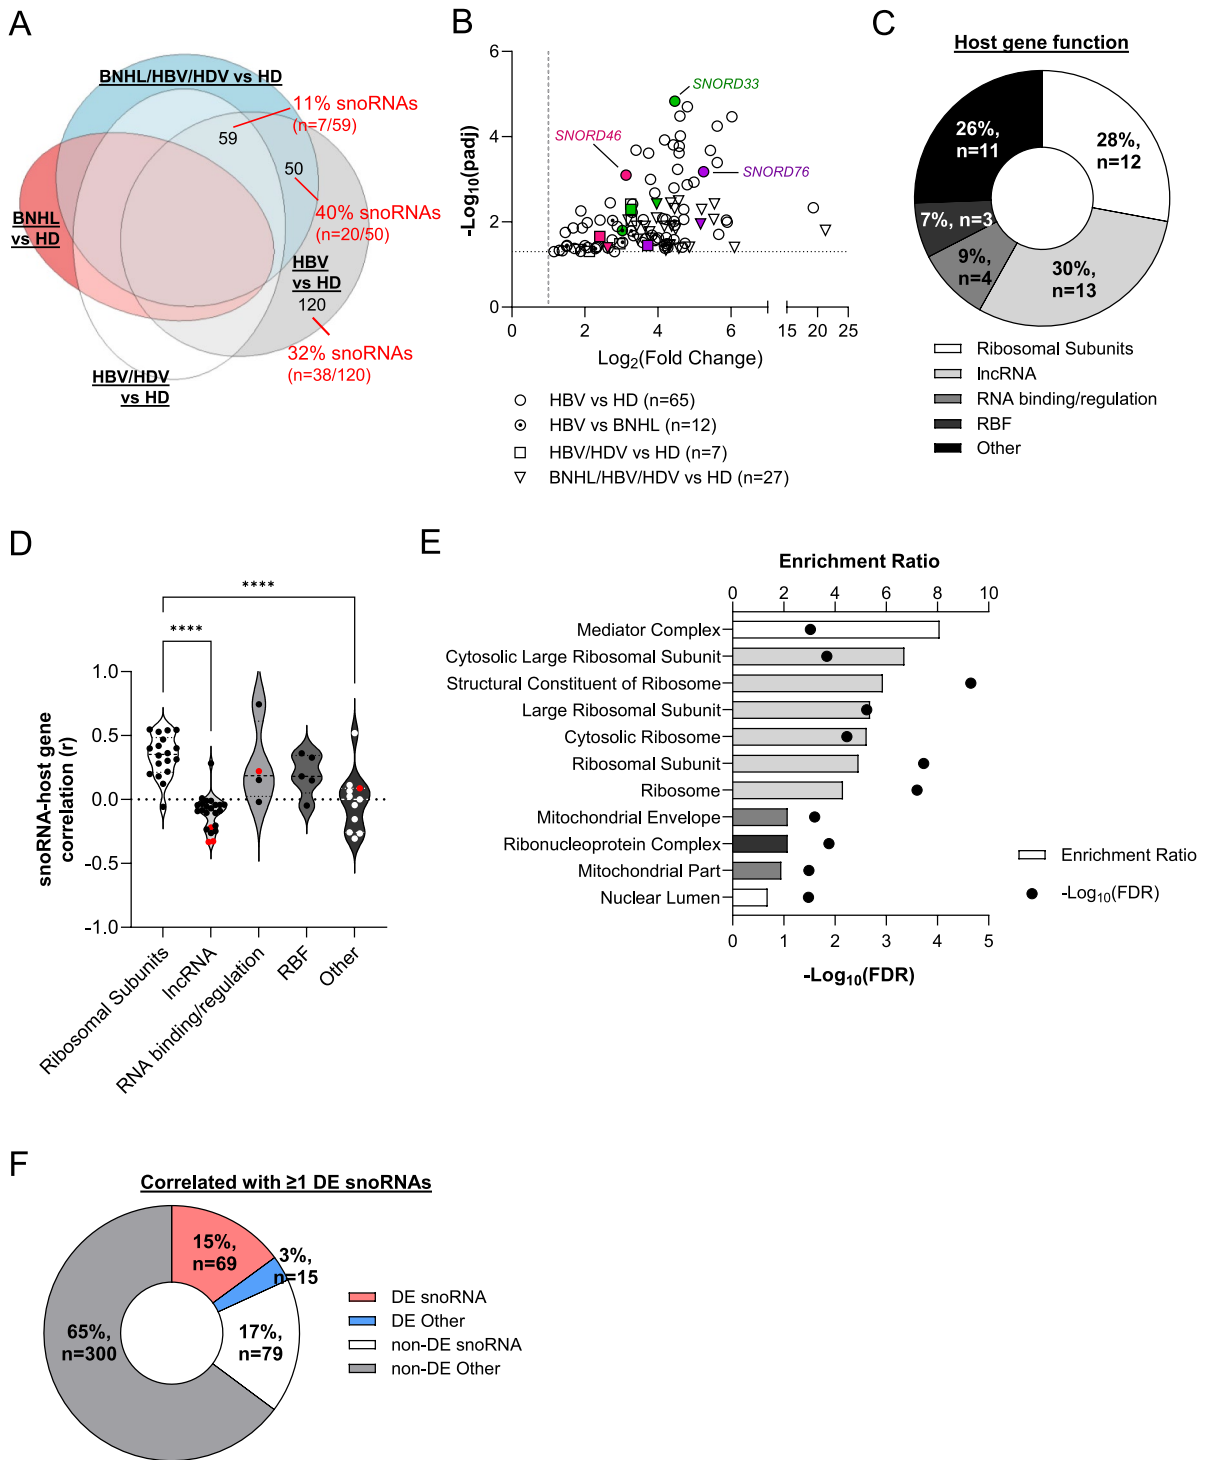 A
BNHL/HBV/HDV vs HD
11% snoRNAs
(n=7/59)
59
50
40% snoRNAs
(n=20/50)
BNHL
vs HD
HBV
vs HD
120
32% snoRNAs
(n=38/120)
HBV/HDV
vs HD
B
-Log10(padj)
6
4
2
0
SNORD33
SNORD46
SNORD76
0
2
4
6
15
20
25
Log2(Fold Change)
HBV vs HD (n=65)
HBV vs BNHL (n=12)
HBV/HDV vs HD (n=7)
BNHL/HBV/HDV vs HD (n=27)
C
Host gene function
26%,
n=11
28%,
n=12
7%, n=3
9%,
n=4
30%,
n=13
Ribosomal Subunits
lncRNA
RNA binding/regulation
RBF
Other
D
****
****
snoRNA-host gene
correlation (r)
1.0
0.5
0.0
-0.5
-1.0
Ribosomal Subunits
lncRNA
RNA binding/regulation
RBF
Other
E
Enrichment Ratio
0
2
4
6
8
10
Mediator Complex
Cytosolic Large Ribosomal Subunit
Structural Constituent of Ribosome
Large Ribosomal Subunit
Cytosolic Ribosome
Ribosomal Subunit
Ribosome
Mitochondrial Envelope
Ribonucleoprotein Complex
Mitochondrial Part
Nuclear Lumen
0
1
2
3
4
5
-Log10(FDR)
Enrichment Ratio
-Log10(FDR)
F
Correlated with ≥1 DE snoRNAs
15%,
n=69
3%,
n=15
17%,
n=79
65%,
n=300
DE snoRNA
DE Other
non-DE snoRNA
non-DE Other